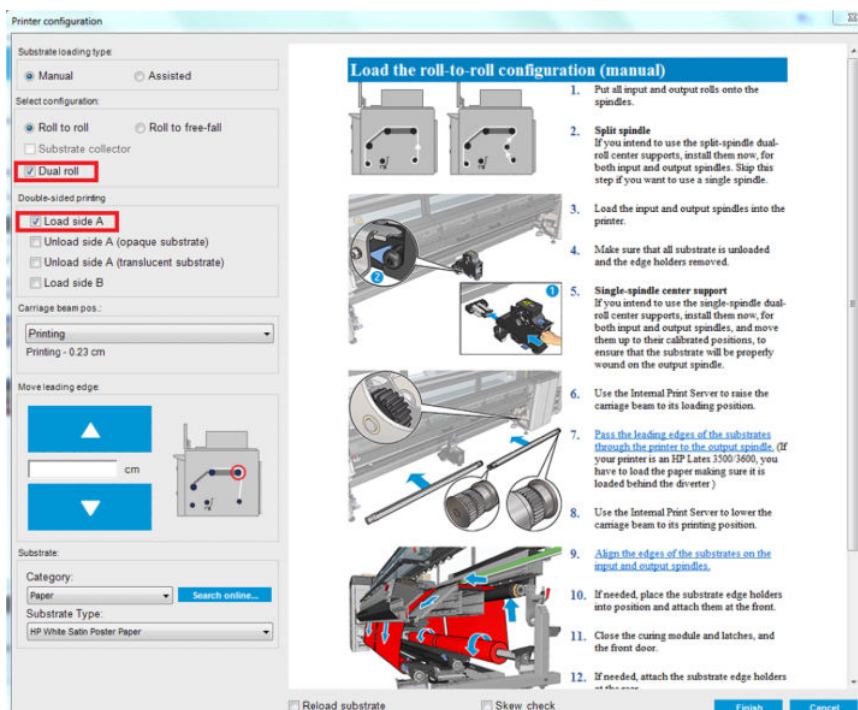 Printer configuration
Substrate loading type:
Manual
Assisted
Select configuration:
Roll to roll
Roll to free-fall
Substrate collector
Dual roll
Double-sided printing
Load side A
Unload side A (opaque substrate)
Unload side A (translucent substrate)
Load side B
Carriage beam pos.:
Printing
Printing - 0.23 cm
Move leading edge:
cm
Substrate:
Category:
Paper
Search online...
Substrate Type:
HP White Satin Poster Paper
Load the roll-to-roll configuration (manual)
1. Put all input and output rolls onto the
spindles.
2. Split spindle
If you intend to use the split-spindle dual-
roll center supports, install them now, for
both input and output spindles. Skip this
step if you want to use a single spindle.
3. Load the input and output spindles into the
printer.
4. Make sure that all substrate is unloaded
and the edge holders removed.
5. Single-spindle center support
If you intend to use the single-spindle dual-
roll center supports, install them now, for
both input and output spindles, and move
them up to their calibrated positions, to
ensure that the substrate will be properly
wound on the output spindle.
6. Use the Internal Print Server to raise the
carriage beam to its loading position.
7. Pass the leading edges of the substrates
through the printer to the output spindle. (If
your printer is an HP Latex 3500/3600, you
have to load the paper making sure it is
loaded behind the diverter )
8. Use the Internal Print Server to lower the
carriage beam to its printing position.
9. Align the edges of the substrates on the
input and output spindles.
10. If needed, place the substrate edge holders
into position and attach them at the front.
11. Close the curing module and latches, and
the front door.
12. If needed, attach the substrate edge holders
2
1
Reload substrate
Skew check
Finish
Cancel